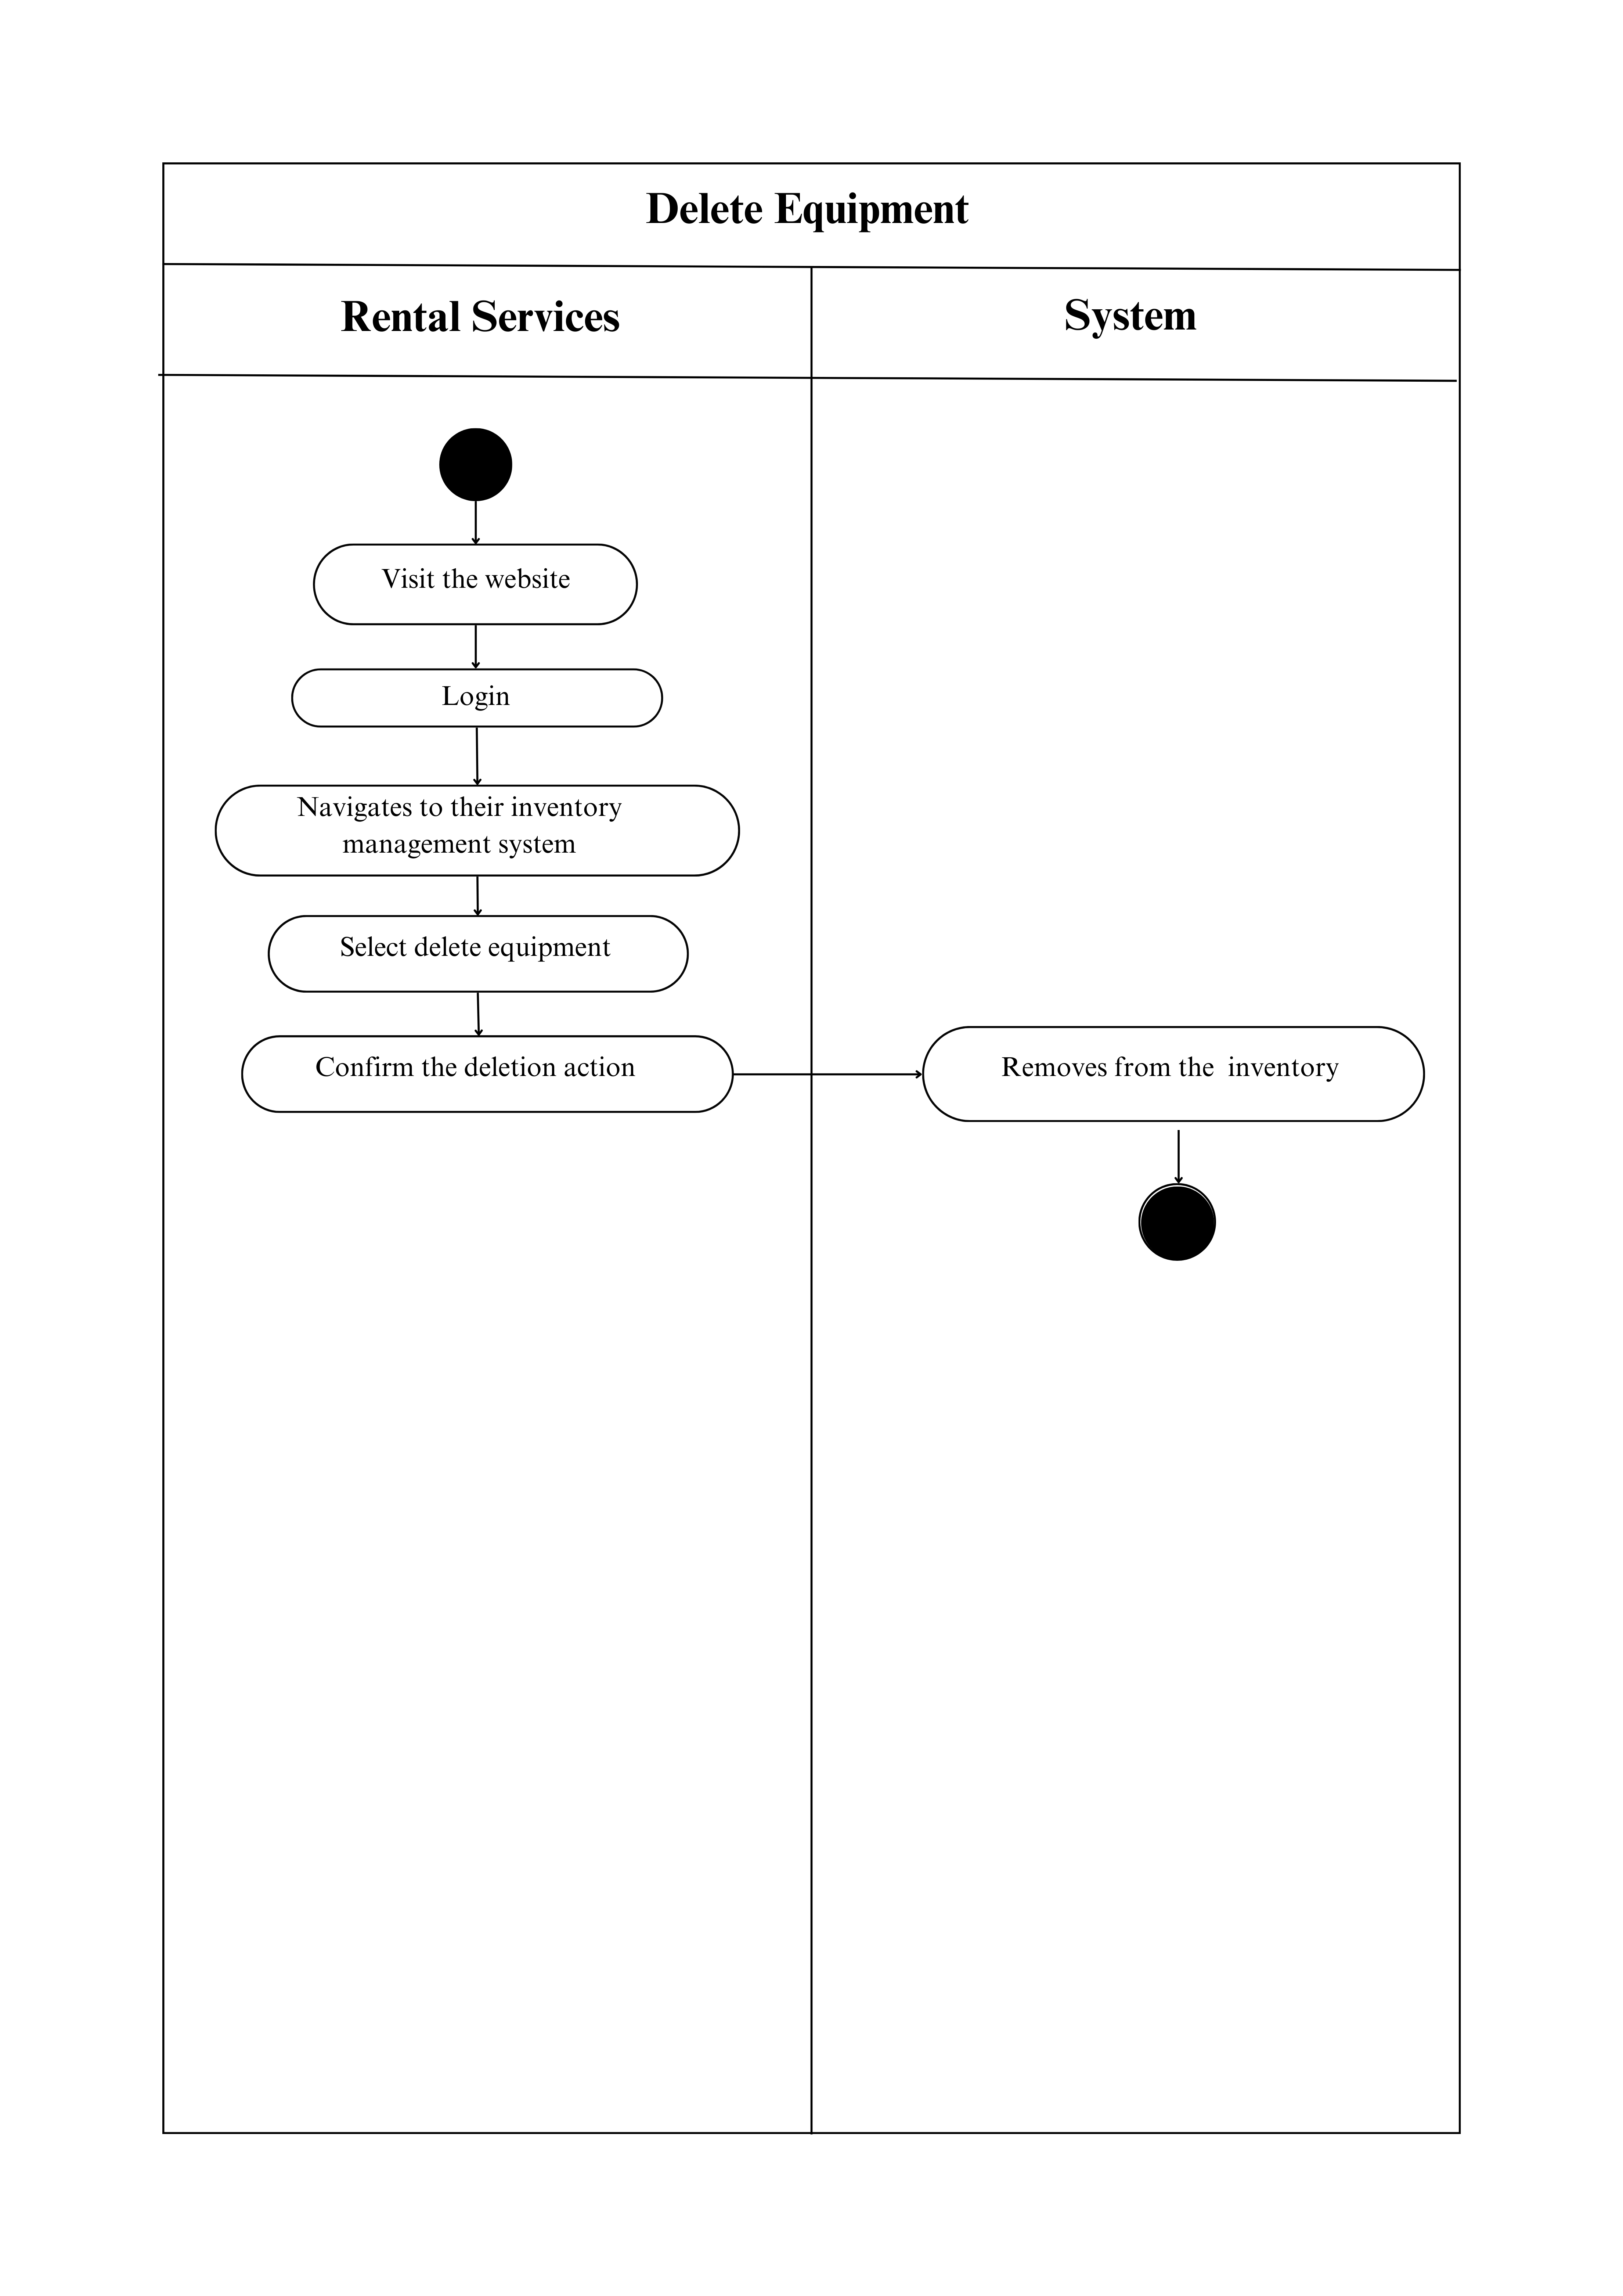 Delete Equipment
Rental Services
System
Visit the website
Login
Navigates to their inventory
management system
Select delete equipment
Confirm the deletion action
Removes from the  inventory